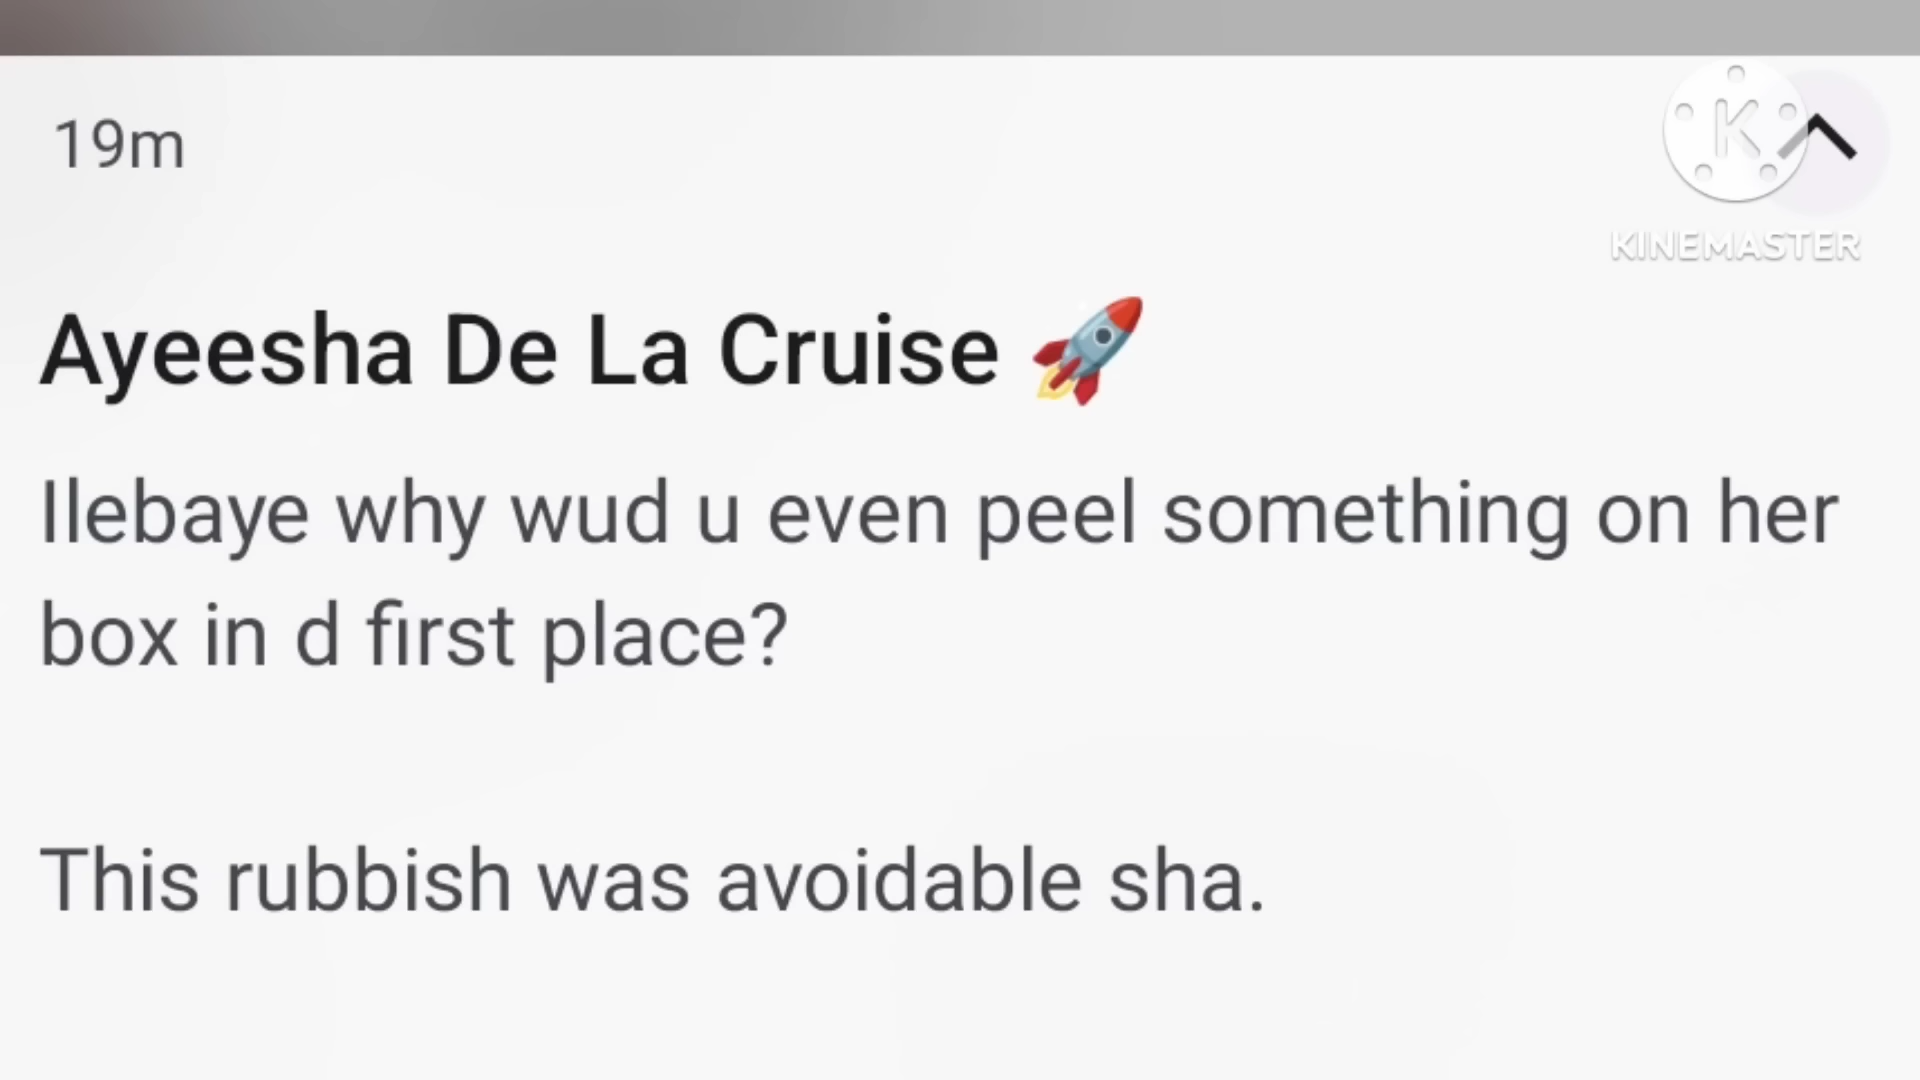 19m
K
KINEMASTER
Ayeesha De La Cruise 🚀
Ilebaye why wud u even peel something on her
box in d first place?
This rubbish was avoidable sha.